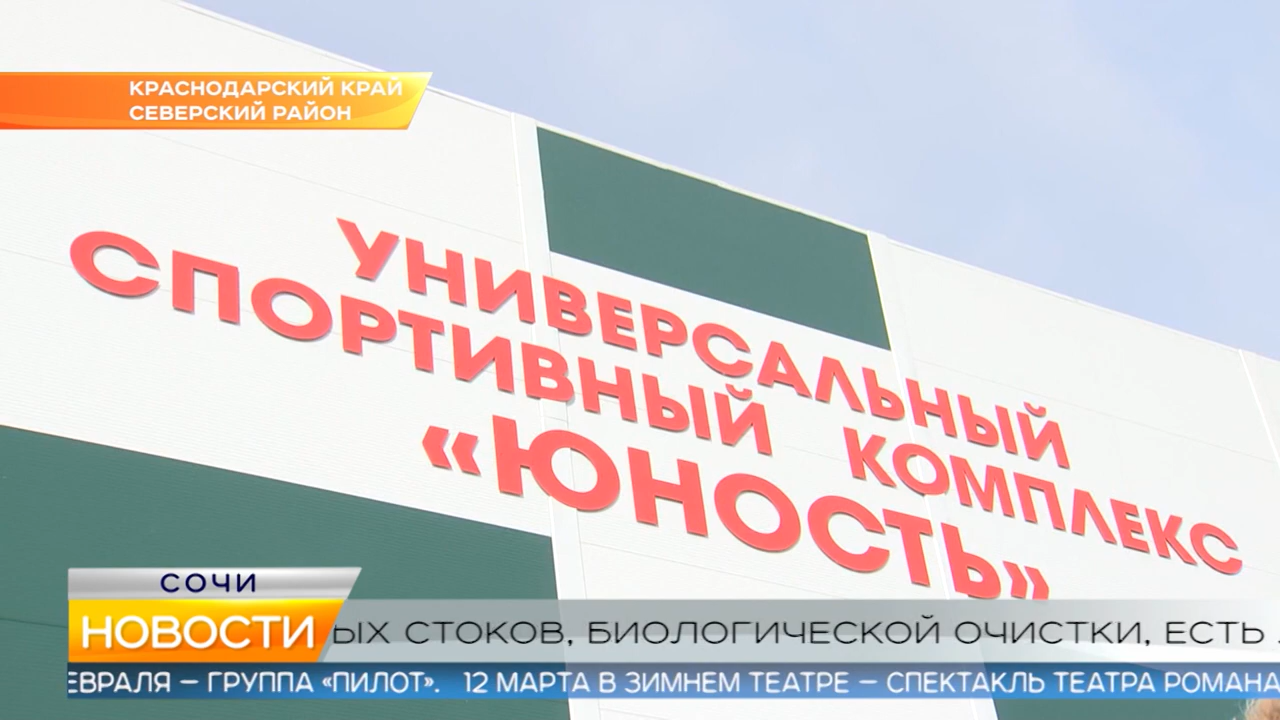 КРАСНОДАРСКИЙ КРАЙ
СЕВЕРСКИЙ РАЙОН
УНИВЕРСАЛЬНЫЙ
СПОРТИВНЫЙ КОМПЛЕКС
«ЮНОСТЬ»
СОЧИ
НОВОСТИ
ЫХ СТОКОВ, БИОЛОГИЧЕСКОЙ ОЧИСТКИ, ЕСТЬ
ЕВРАЛЯ – ГРУППА «ПИЛОТ». 12 МАРТА В ЗИМНЕМ ТЕАТРЕ – СПЕКТАКЛЬ ТЕАТРА РОМАНА